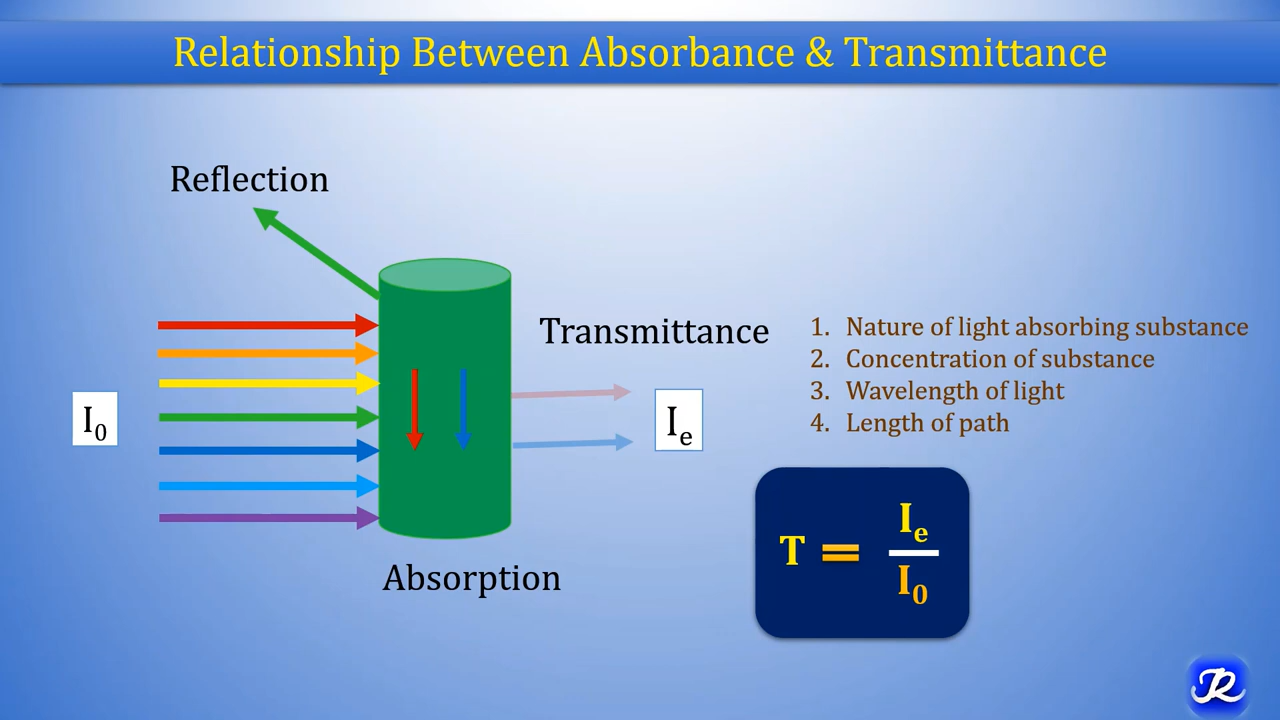 Relationship Between Absorbance & Transmittance
Reflection
Transmittance
I₀
Iₑ
Absorption
1. Nature of light absorbing substance
2. Concentration of substance
3. Wavelength of light
4. Length of path
T = Iₑ / I₀
JR